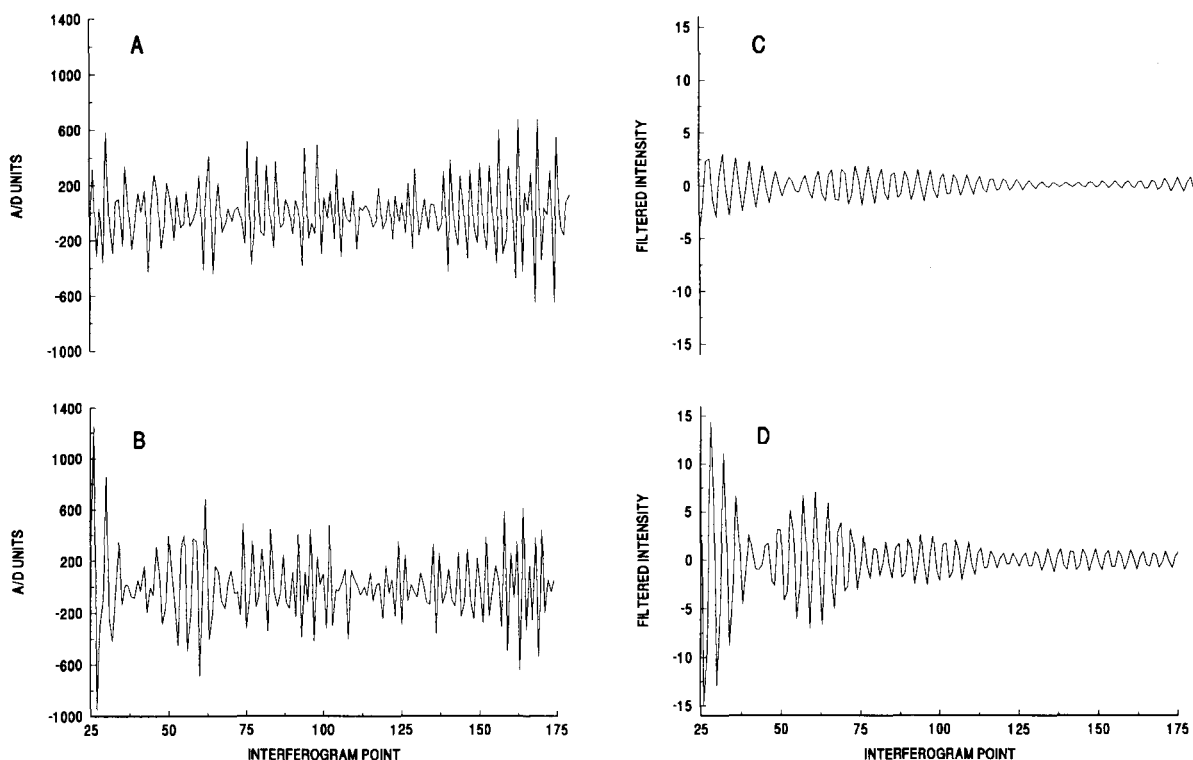 A
A/D UNITS
1400
1000
600
200
-200
-600
-1000
C
FILTERED INTENSITY
15
10
5
0
-5
-10
-15
B
A/D UNITS
1400
1000
600
200
-200
-600
-1000
25 50 75 100 125 150 175
INTERFEROGRAM POINT
D
FILTERED INTENSITY
15
10
5
0
-5
-10
-15
25 50 75 100 125 150 175
INTERFEROGRAM POINT